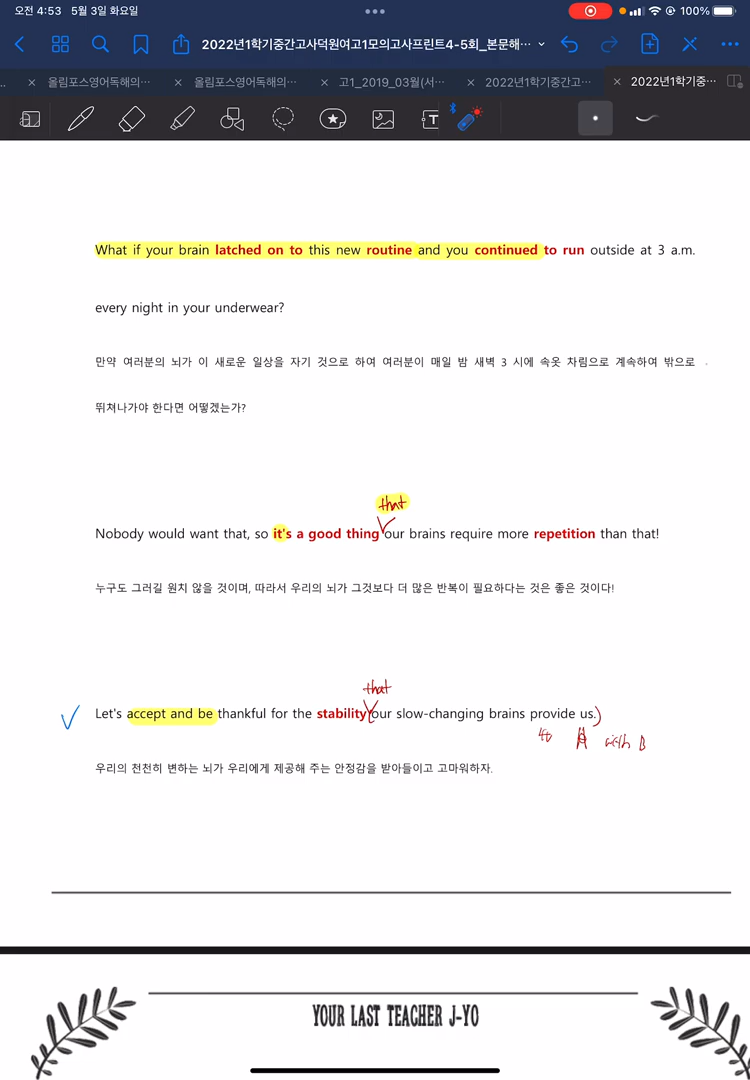 오전 4:53 5월 3일 화요일
100%
2022년1학기중간고사덕원여고1모의고사프린트4-5회_본문해…
올림포스영어독해의…
올림포스영어독해의…
고1_2019_03월(서…
2022년1학기중간고…
2022년1학기중…
What if your brain latched on to this new routine and you continued to run outside at 3 a.m.
every night in your underwear?
만약 여러분의 뇌가 이 새로운 일상을 자기 것으로 하여 여러분이 매일 밤 새벽 3 시에 속옷 차림으로 계속하여 밖으로
뛰쳐나가야 한다면 어떻겠는가?
that
Nobody would want that, so it's a good thing our brains require more repetition than that!
누구도 그러길 원치 않을 것이며, 따라서 우리의 뇌가 그것보다 더 많은 반복이 필요하다는 것은 좋은 것이다!
that
Let's accept and be thankful for the stability(our slow-changing brains provide us.)
A with B
우리의 천천히 변하는 뇌가 우리에게 제공해 주는 안정감을 받아들이고 고마워하자.
YOUR LAST TEACHER J-YO